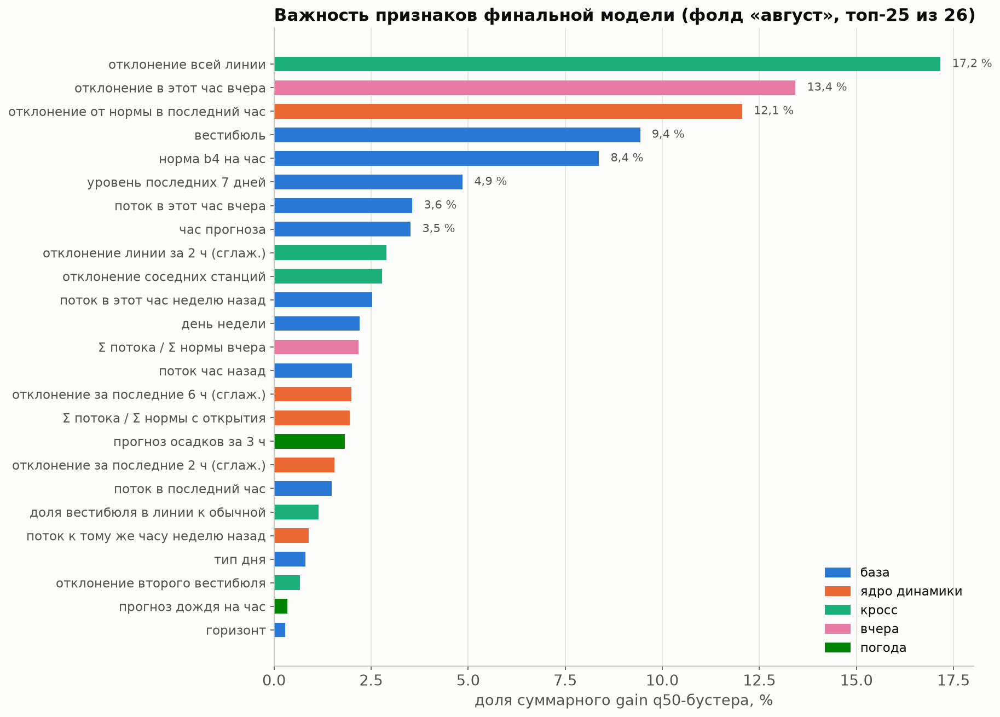 Важность признаков финальной модели (фолд «август», топ-25 из 26)
отклонение всей линии 17,2 %
отклонение в этот час вчера 13,4 %
отклонение от нормы в последний час 12,1 %
вестибюль 9,4 %
норма b4 на час 8,4 %
уровень последних 7 дней 4,9 %
поток в этот час вчера 3,6 %
час прогноза 3,5 %
отклонение линии за 2 ч (сглаж.)
отклонение соседних станций
поток в этот час неделю назад
день недели
Σ потока / Σ нормы вчера
поток час назад
отклонение за последние 6 ч (сглаж.)
Σ потока / Σ нормы с открытия
прогноз осадков за 3 ч
отклонение за последние 2 ч (сглаж.)
поток в последний час
доля вестибюля в линии к обычной
поток к тому же часу неделю назад
тип дня
отклонение второго вестибюля
прогноз дождя на час
горизонт
база
ядро динамики
кросс
вчера
погода
0.0 2.5 5.0 7.5 10.0 12.5 15.0 17.5
доля суммарного gain q50-бустера, %